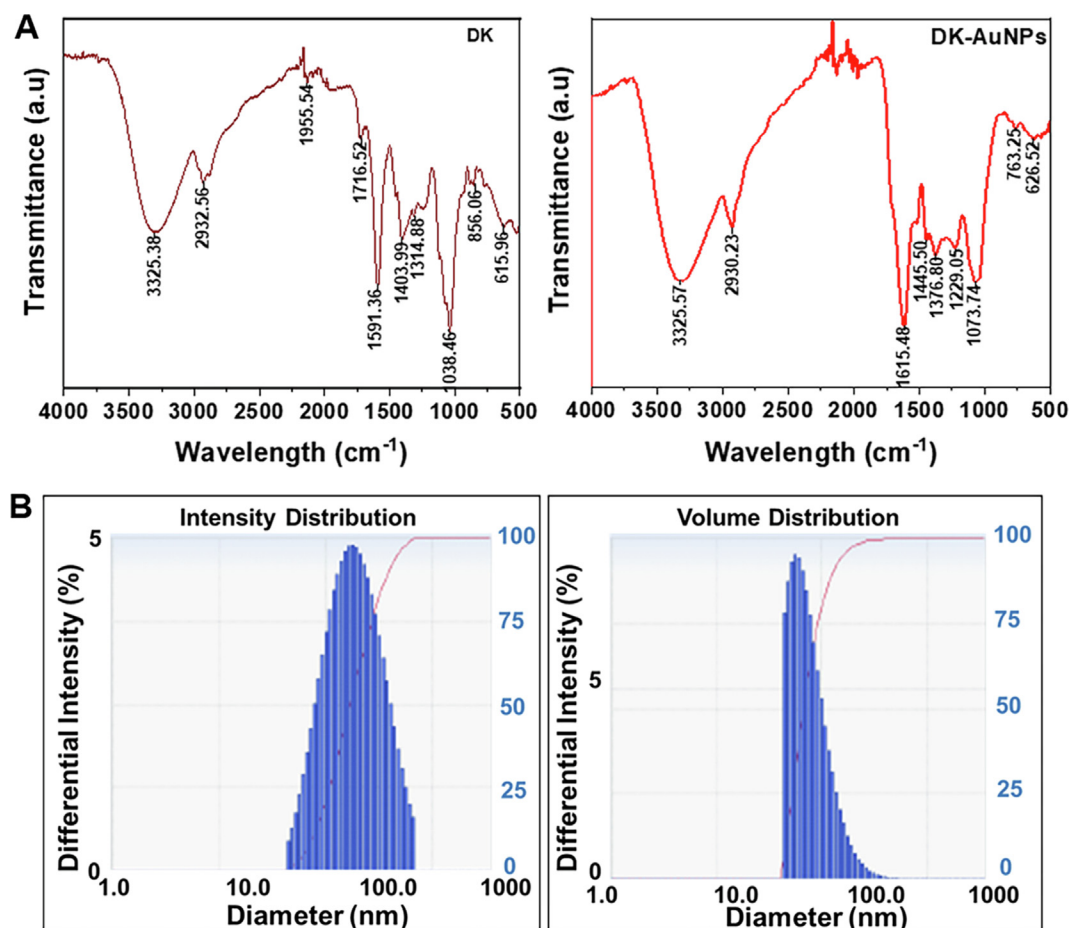 A
DK
Transmittance (a.u)
3325.38
2932.56
1955.54
1716.52
1591.36
1403.99
1314.88
1038.46
856.06
615.96
4000 3500 3000 2500 2000 1500 1000 500
Wavelength (cm-1)
DK-AuNPs
Transmittance (a.u)
3325.57
2930.23
1615.48
1445.50
1376.80
1229.05
1073.74
763.25
626.52
4000 3500 3000 2500 2000 1500 1000 500
Wavelength (cm-1)
B
Intensity Distribution
Differential Intensity (%)
5
0
100
75
50
25
0
1.0 10.0 100.0 1000
Diameter (nm)
Volume Distribution
Differential Intensity (%)
5
0
100
75
50
25
0
1.0 10.0 100.0 1000
Diameter (nm)